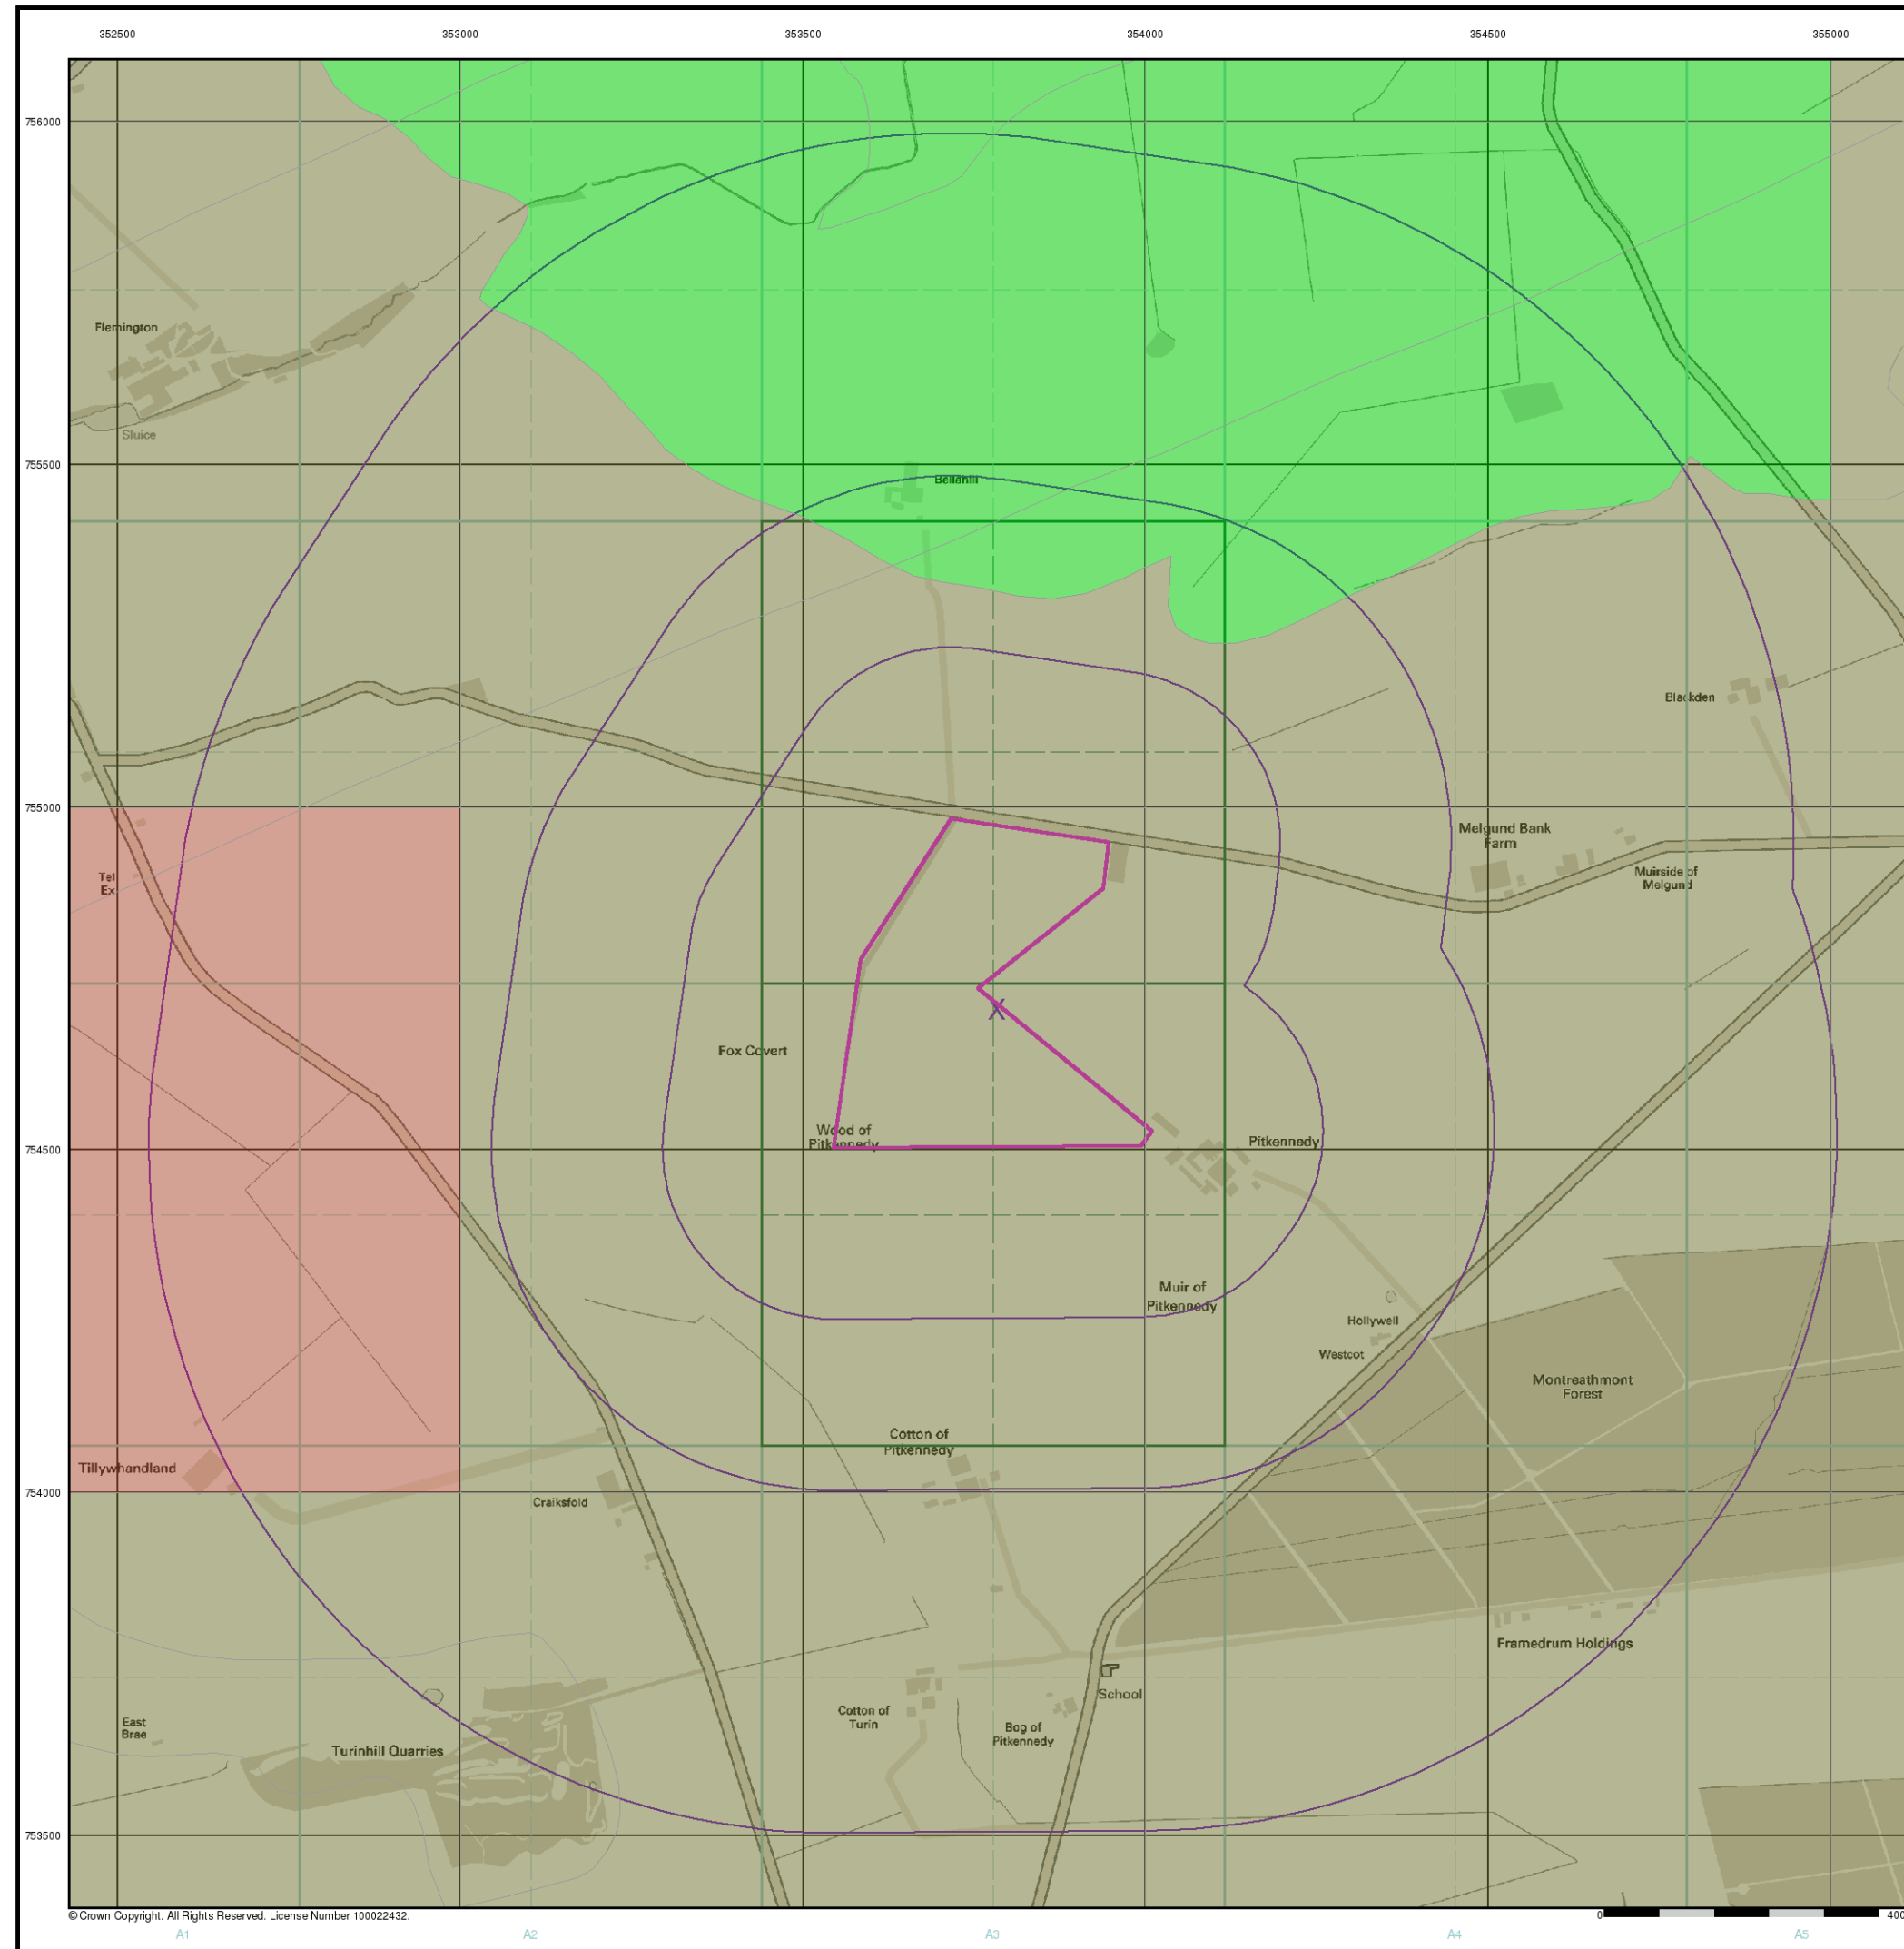 352500 353000 353500 354000 354500 355000
756000
Flemington
Sluice
755500
Bellahill
Blackden
755000
Melgund Bank
Farm
Tel
Ex
Muirside of
Melgund
X
Fox Covert
Wood of
Pitkennedy
Pitkennedy
754500
Muir of
Pitkennedy
Hollywell
Westcot
Montreathmont
Forest
Cotton of
Pitkennedy
Tillywhandland
Craiksfold
754000
Framedrum Holdings
School
Cotton of
Turin
Bog of
Pitkennedy
East
Brae
Turinhill Quarries
753500
© Crown Copyright. All Rights Reserved. License Number 100022432.
0 400
A1 A2 A3 A4 A5